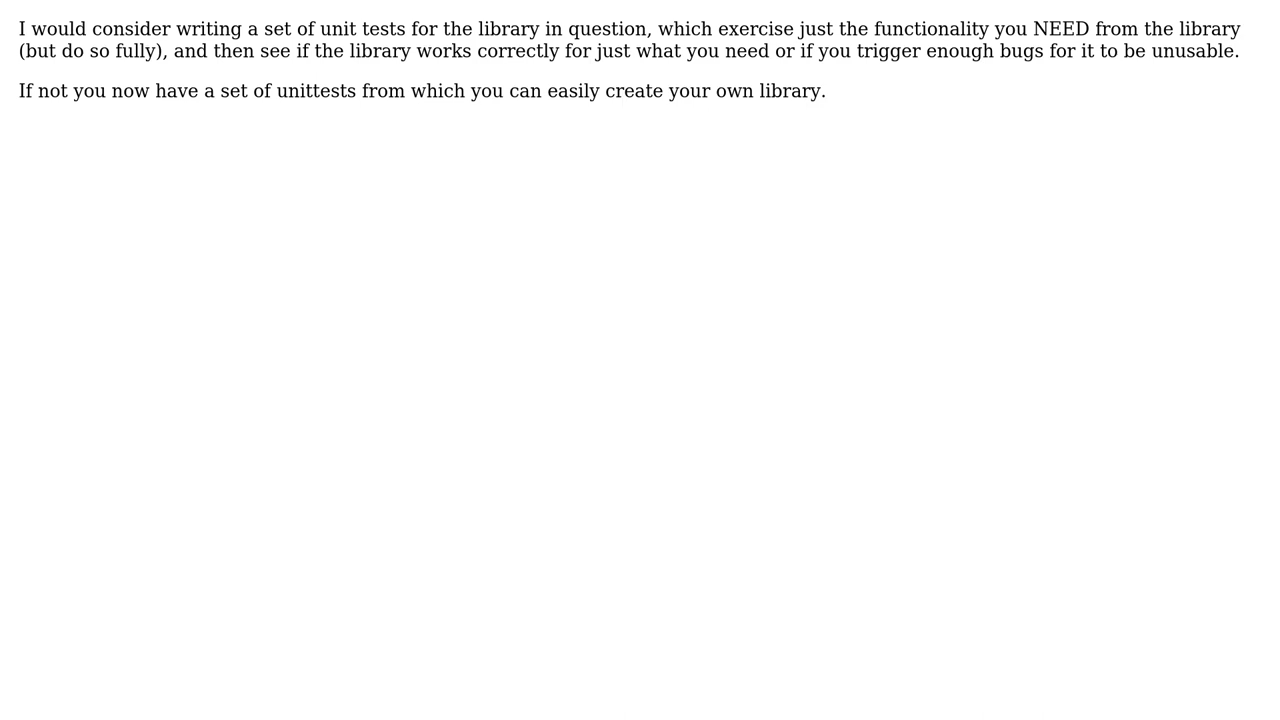 I would consider writing a set of unit tests for the library in question, which exercise just the functionality you NEED from the library
(but do so fully), and then see if the library works correctly for just what you need or if you trigger enough bugs for it to be unusable.
If not you now have a set of unittests from which you can easily create your own library.